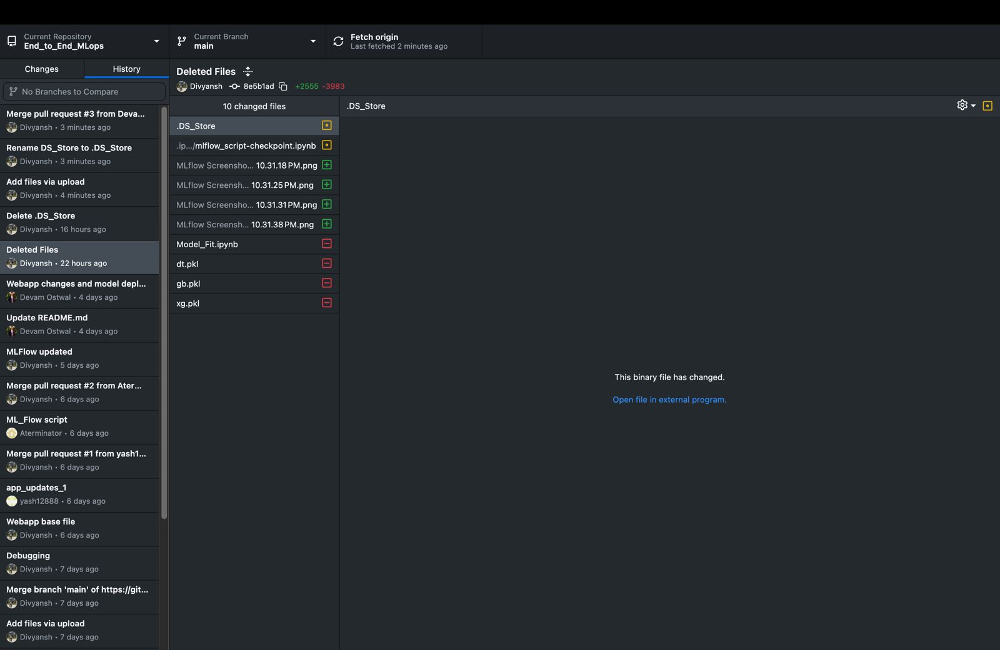 Current Repository
End_to_End_MLops
Current Branch
main
Fetch origin
Last fetched 2 minutes ago
Changes
History
No Branches to Compare
Merge pull request #3 from Deva...
Divyansh • 3 minutes ago
Rename DS_Store to .DS_Store
Divyansh • 3 minutes ago
Add files via upload
Divyansh • 4 minutes ago
Delete .DS_Store
Divyansh • 16 hours ago
Deleted Files
Divyansh • 22 hours ago
Webapp changes and model depl...
Devam Ostwal • 4 days ago
Update README.md
Devam Ostwal • 4 days ago
MLFlow updated
Divyansh • 5 days ago
Merge pull request #2 from Ater...
Divyansh • 6 days ago
ML_Flow script
Aterminator • 6 days ago
Merge pull request #1 from yash1...
Divyansh • 6 days ago
app_updates_1
yash12888 • 6 days ago
Webapp base file
Divyansh • 6 days ago
Debugging
Divyansh • 7 days ago
Merge branch 'main' of https://git...
Divyansh • 7 days ago
Add files via upload
Divyansh • 7 days ago
Deleted Files
Divyansh 8e5b1ad +2555 -3983
10 changed files
.DS_Store
.ip.../mlflow_script-checkpoint.ipynb
MLflow Screensho... 10.31.18 PM.png
MLflow Screensh... 10.31.25 PM.png
MLflow Screensho... 10.31.31 PM.png
MLflow Screensh... 10.31.38 PM.png
Model_Fit.ipynb
dt.pkl
gb.pkl
xg.pkl
.DS_Store
This binary file has changed.
Open file in external program.